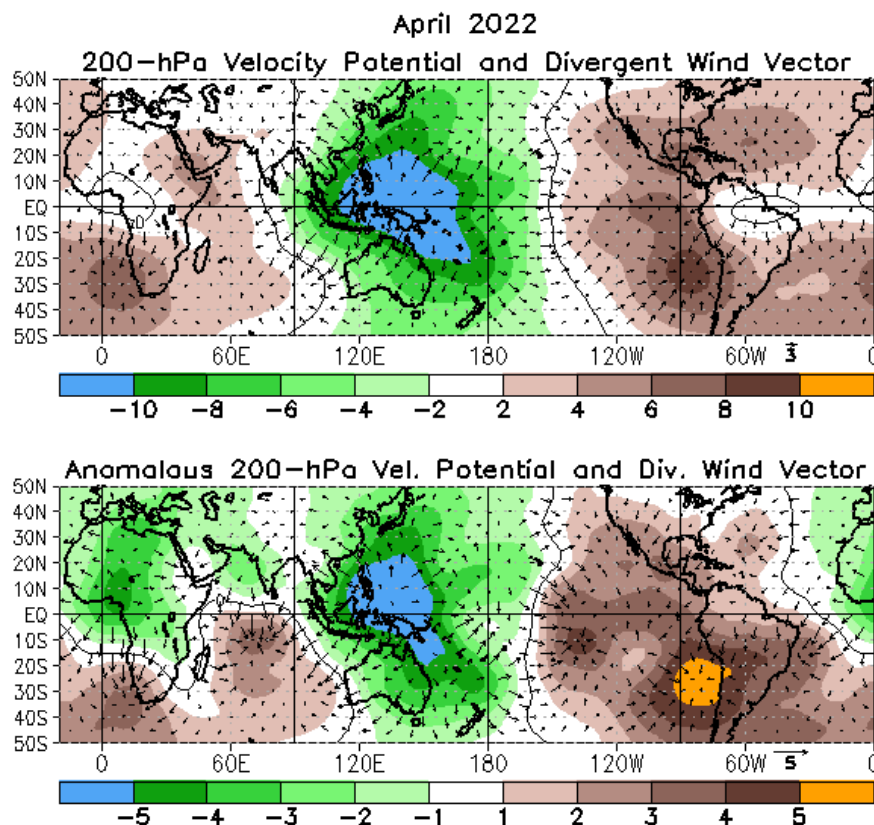 April 2022
200-hPa Velocity Potential and Divergent Wind Vector
50N
40N
30N
20N
10N
EQ
10S
20S
30S
40S
50S
0 60E 120E 180 120W 60W 0
3
-10 -8 -6 -4 -2 2 4 6 8 10
Anomalaus 200-hPa Vel. Potential and Div. Wind Vector
50N
40N
30N
20N
10N
EQ
10S
20S
30S
40S
50S
0 60E 120E 180 120W 60W 0
5
-5 -4 -3 -2 -1 1 2 3 4 5